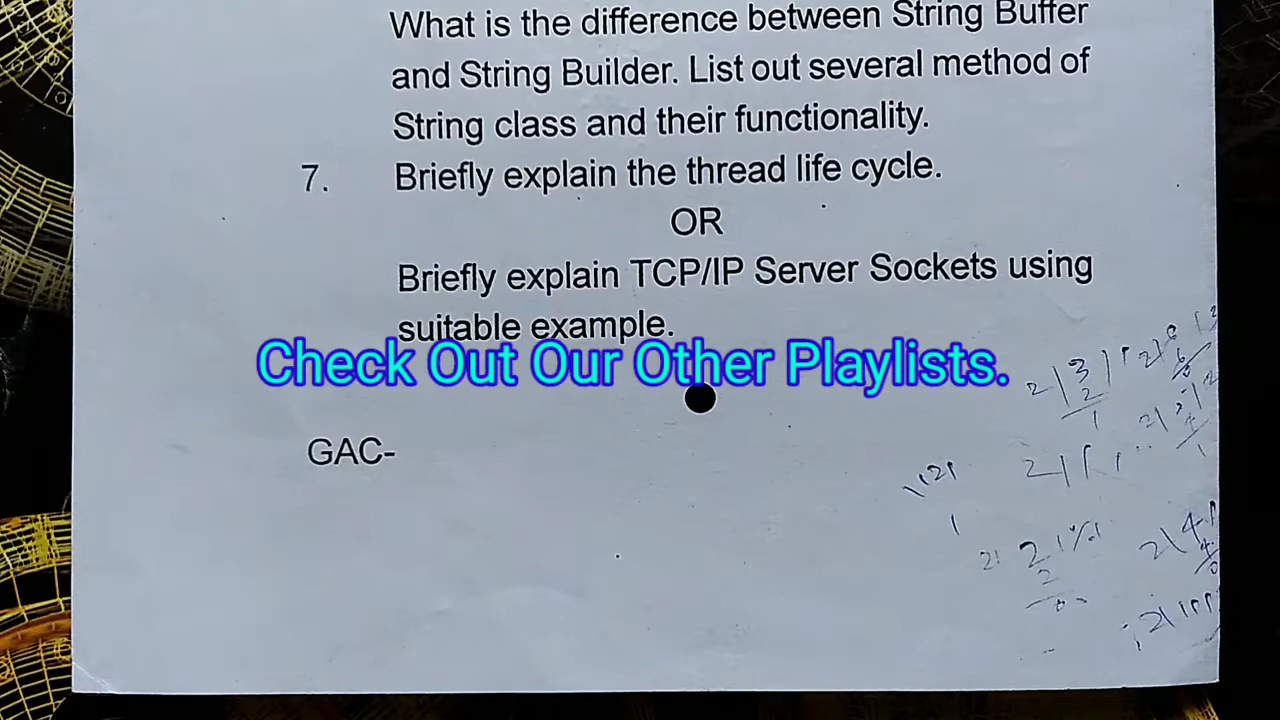 What is the difference between String Buffer
and String Builder. List out several method of
String class and their functionality.
7. Briefly explain the thread life cycle.
OR
Briefly explain TCP/IP Server Sockets using
suitable example.
Check Out Our Other Playlists.
GAC-